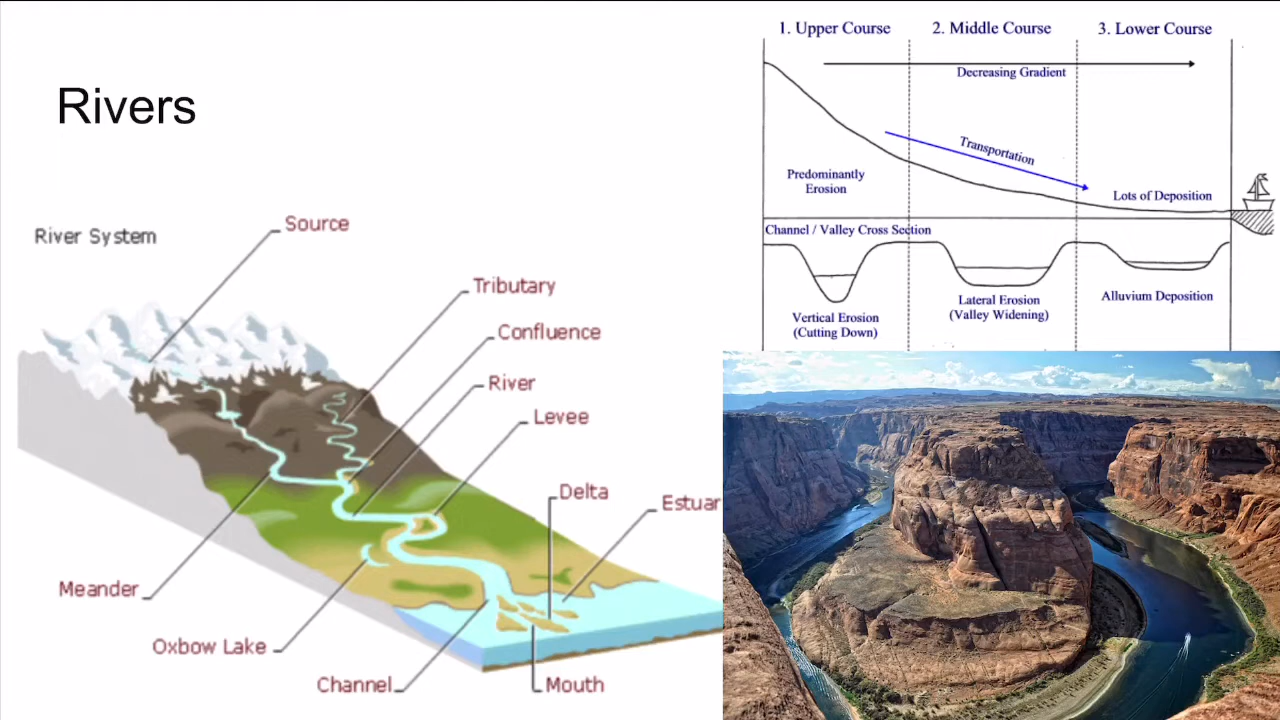 Rivers
River System
Source
Tributary
Confluence
River
Levee
Delta
Estuar
Meander
Oxbow Lake
Channel
Mouth
1. Upper Course
2. Middle Course
3. Lower Course
Decreasing Gradient
Transportation
Predominantly
Erosion
Lots of Deposition
Channel / Valley Cross Section
Vertical Erosion
(Cutting Down)
Lateral Erosion
(Valley Widening)
Alluvium Deposition